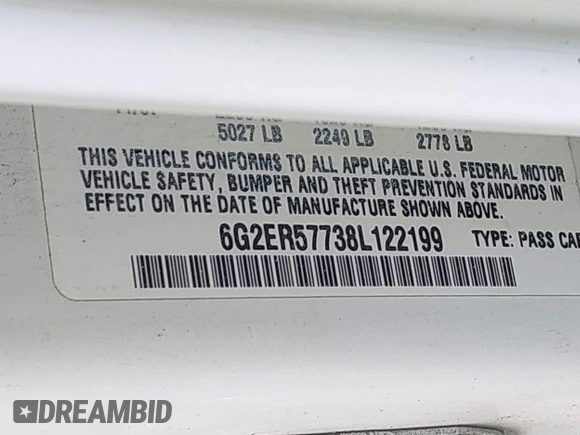 5027 LB 2249 LB 2778 LB
THIS VEHICLE CONFORMS TO ALL APPLICABLE U.S. FEDERAL MOTOR
VEHICLE SAFETY, BUMPER AND THEFT PREVENTION STANDARDS IN
EFFECT ON THE DATE OF MANUFACTURE SHOWN ABOVE.
6G2ER57738L122199 TYPE: PASS CAR
DREAMBID